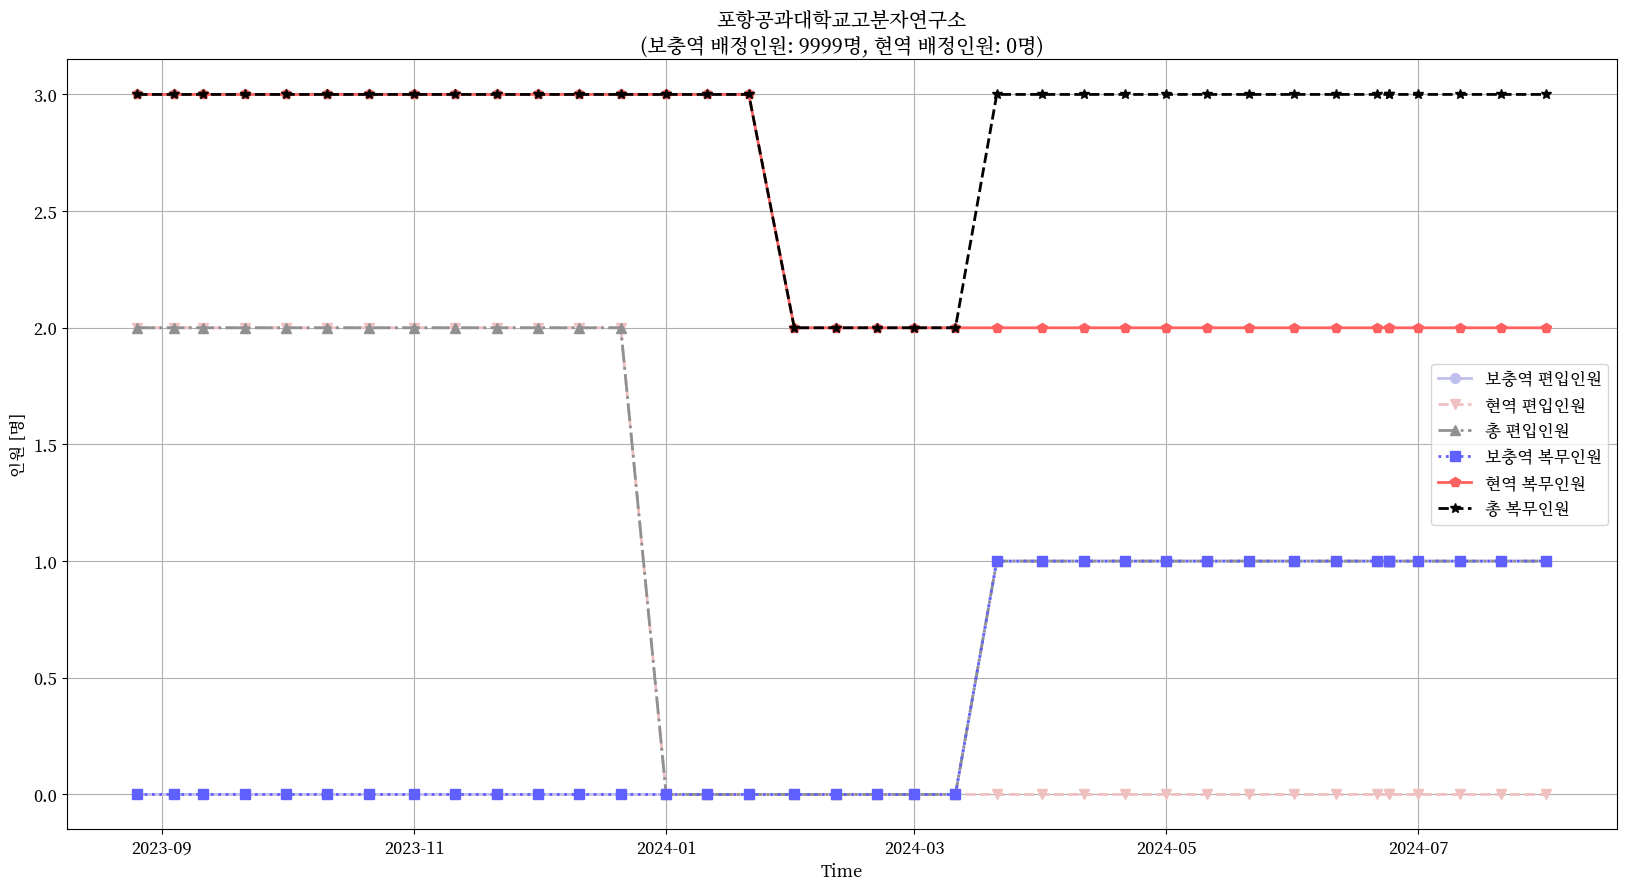 포항공과대학교고분자연구소
(보충역 배정인원: 9999명, 현역 배정인원: 0명)
3.0
2.5
2.0
1.5
1.0
0.5
0.0
인원 [명]
보충역 편입인원
현역 편입인원
총 편입인원
보충역 복무인원
현역 복무인원
총 복무인원
2023-09
2023-11
2024-01
2024-03
2024-05
2024-07
Time